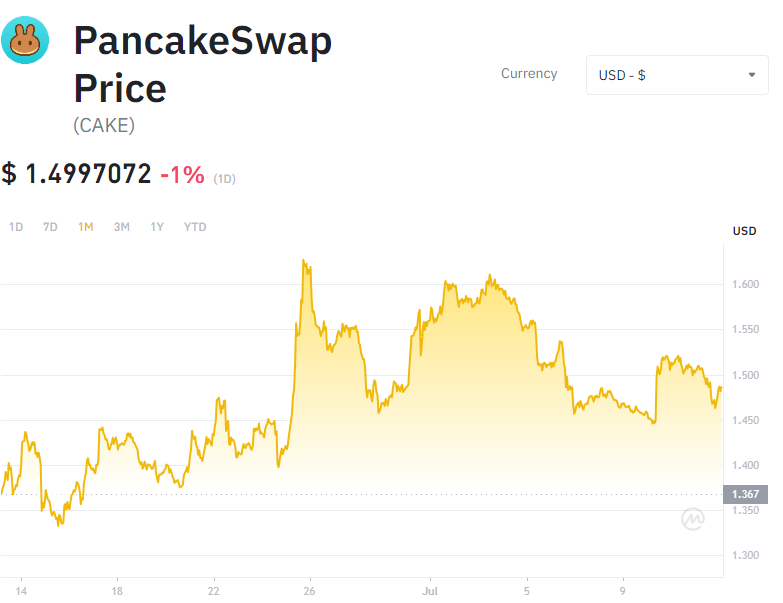 PancakeSwap
Price
(CAKE)
Currency
USD - $
$ 1.4997072 -1% (1D)
1D 7D 1M 3M 1Y YTD
USD
1.600
1.550
1.500
1.450
1.400
1.367
1.350
1.300
14 18 22 26 Jul 5 9